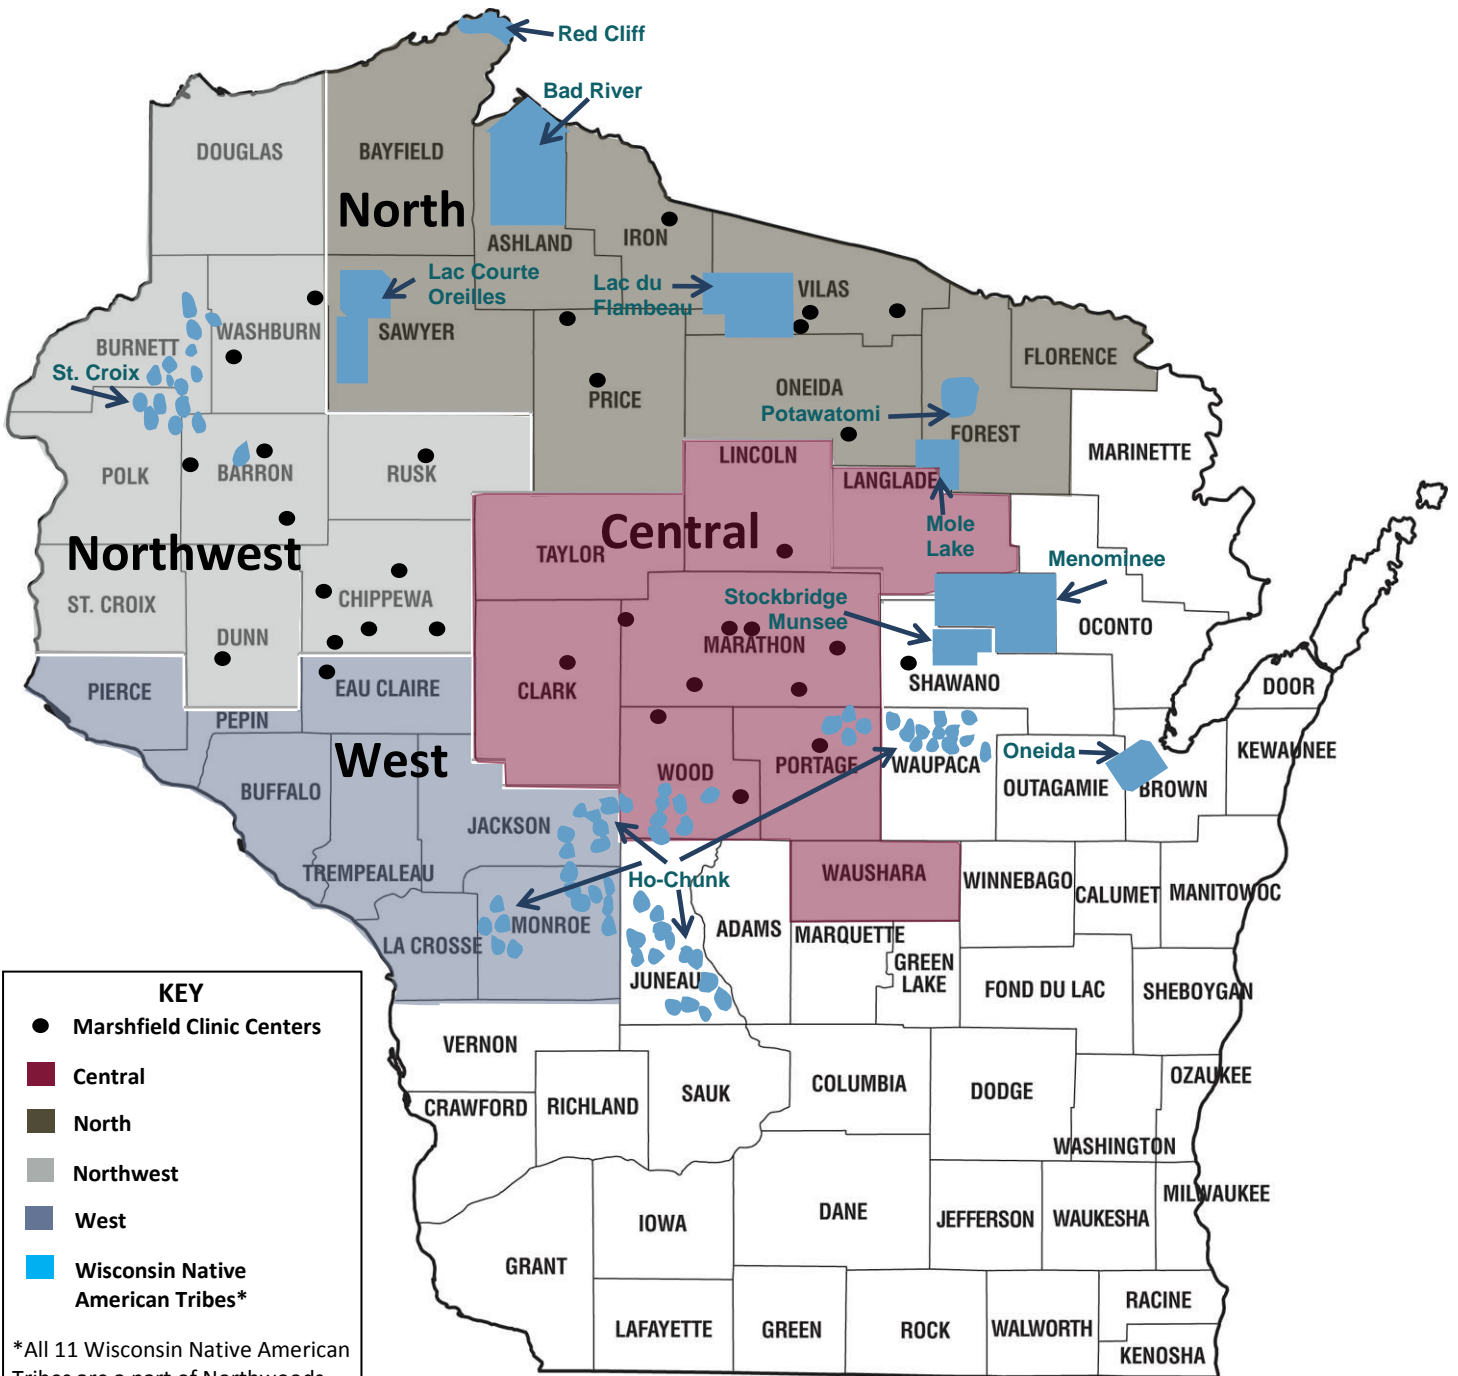 Red Cliff
Bad River
DOUGLAS
BAYFIELD
North
ASHLAND
IRON
Lac Courte
Oreilles
Lac du
Flambeau
VILAS
WASHBURN
SAWYER
BURNETT
St. Croix
FLORENCE
PRICE
ONEIDA
Potawatomi
FOREST
MARINETTE
LINCOLN
LANGLADE
POLK
BARRON
RUSK
Northwest
Central
TAYLOR
Mole
Lake
Menominee
ST. CROIX
CHIPPEWA
Stockbridge
Munsee
OCONTO
DUNN
MARATHON
PIERCE
EAU CLAIRE
CLARK
SHAWANO
DOOR
PEPIN
West
WOOD
PORTAGE
WAUPACA
Oneida
KEWAUNEE
OUTAGAMIE
BROWN
BUFFALO
JACKSON
TREMPEALEAU
Ho-Chunk
WAUSHARA
WINNEBAGO
CALUMET
MANITOWOC
MONROE
LA CROSSE
ADAMS
MARQUETTE
GREEN
LAKE
JUNEAU
FOND DU LAC
SHEBOYGAN
KEY
Marshfield Clinic Centers
Central
North
Northwest
West
Wisconsin Native
American Tribes*
*All 11 Wisconsin Native American
Tribes are a part of Northwoods
VERNON
CRAWFORD
RICHLAND
SAUK
COLUMBIA
DODGE
OZAUKEE
WASHINGTON
MILWAUKEE
IOWA
DANE
JEFFERSON
WAUKESHA
GRANT
LAFAYETTE
GREEN
ROCK
WALWORTH
RACINE
KENOSHA